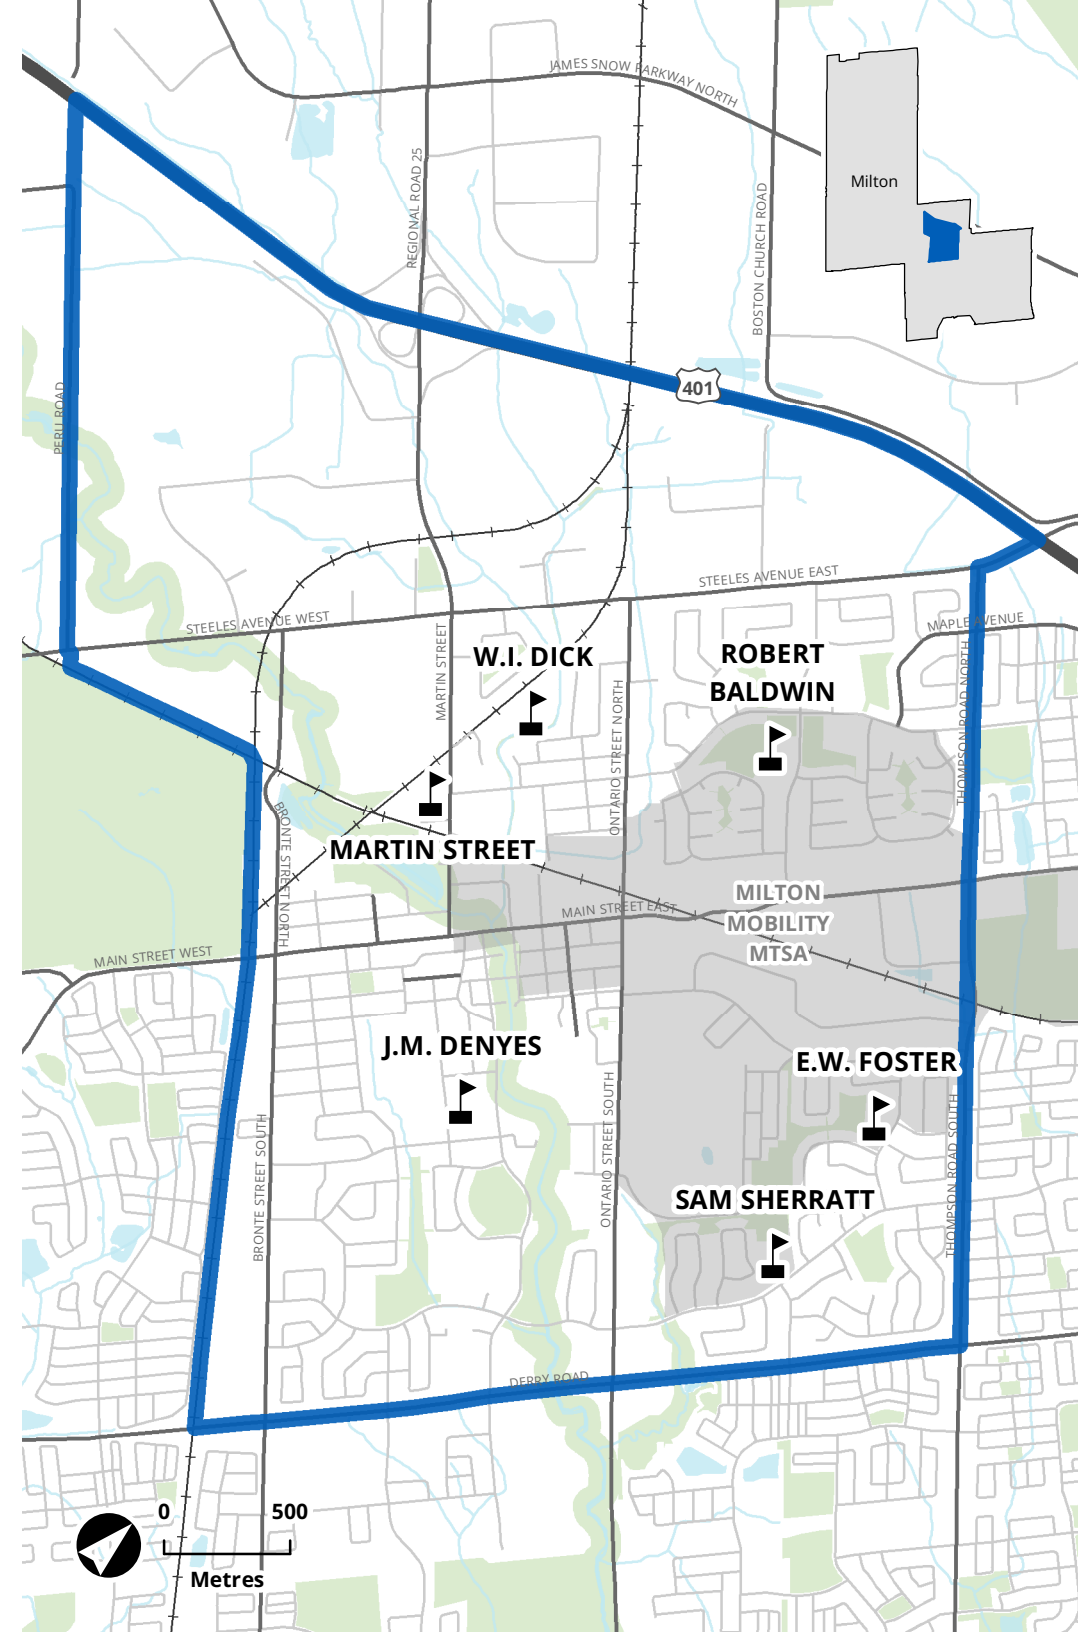 JAMES SNOW PARKWAY NORTH
REGIONAL ROAD 25
BOSTON CHURCH ROAD
Milton
PERU ROAD
401
STEELES AVENUE EAST
STEELES AVENUE WEST
MAPLE AVENUE
MARTIN STREET
W.I. DICK
ROBERT
BALDWIN
ONTARIO STREET NORTH
THOMPSON ROAD NORTH
BRONTE STREET NORTH
MARTIN STREET
MILTON
MOBILITY
MTSA
MAIN STREET EAST
MAIN STREET WEST
J.M. DENYES
E.W. FOSTER
BRONTE STREET SOUTH
ONTARIO STREET SOUTH
THOMPSON ROAD SOUTH
SAM SHERRATT
DERRY ROAD
0 500
Metres